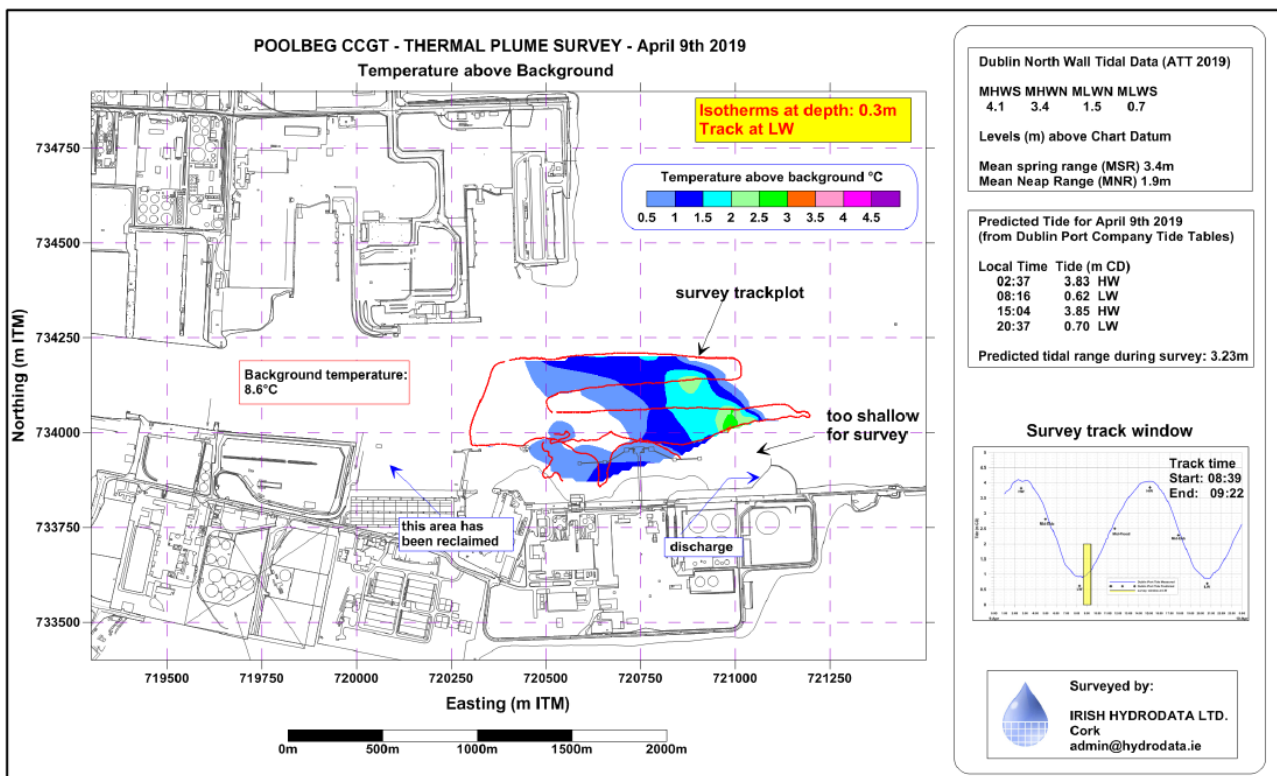 POOLBEG CCGT - THERMAL PLUME SURVEY - April 9th 2019
Temperature above Background
Isotherms at depth: 0.3m
Track at LW
Temperature above background °C
0.5 1 1.5 2 2.5 3 3.5 4 4.5
734750
734500
734250
734000
733750
733500
Northing (m ITM)
survey trackplot
Background temperature:
8.6°C
too shallow
for survey
this area has
been reclaimed
discharge
719500 719750 720000 720250 720500 720750 721000 721250
Easting (m ITM)
0m 500m 1000m 1500m 2000m
Dublin North Wall Tidal Data (ATT 2019)
MHWS MHWN MLWN MLWS
4.1 3.4 1.5 0.7
Levels (m) above Chart Datum
Mean spring range (MSR) 3.4m
Mean Neap Range (MNR) 1.9m
Predicted Tide for April 9th 2019
(from Dublin Port Company Tide Tables)
Local Time Tide (m CD)
02:37 3.83 HW
08:16 0.62 LW
15:04 3.85 HW
20:37 0.70 LW
Predicted tidal range during survey: 3.23m
Survey track window
Track time
Start: 08:39
End: 09:22
Surveyed by:
IRISH HYDRODATA LTD.
Cork
admin@hydrodata.ie